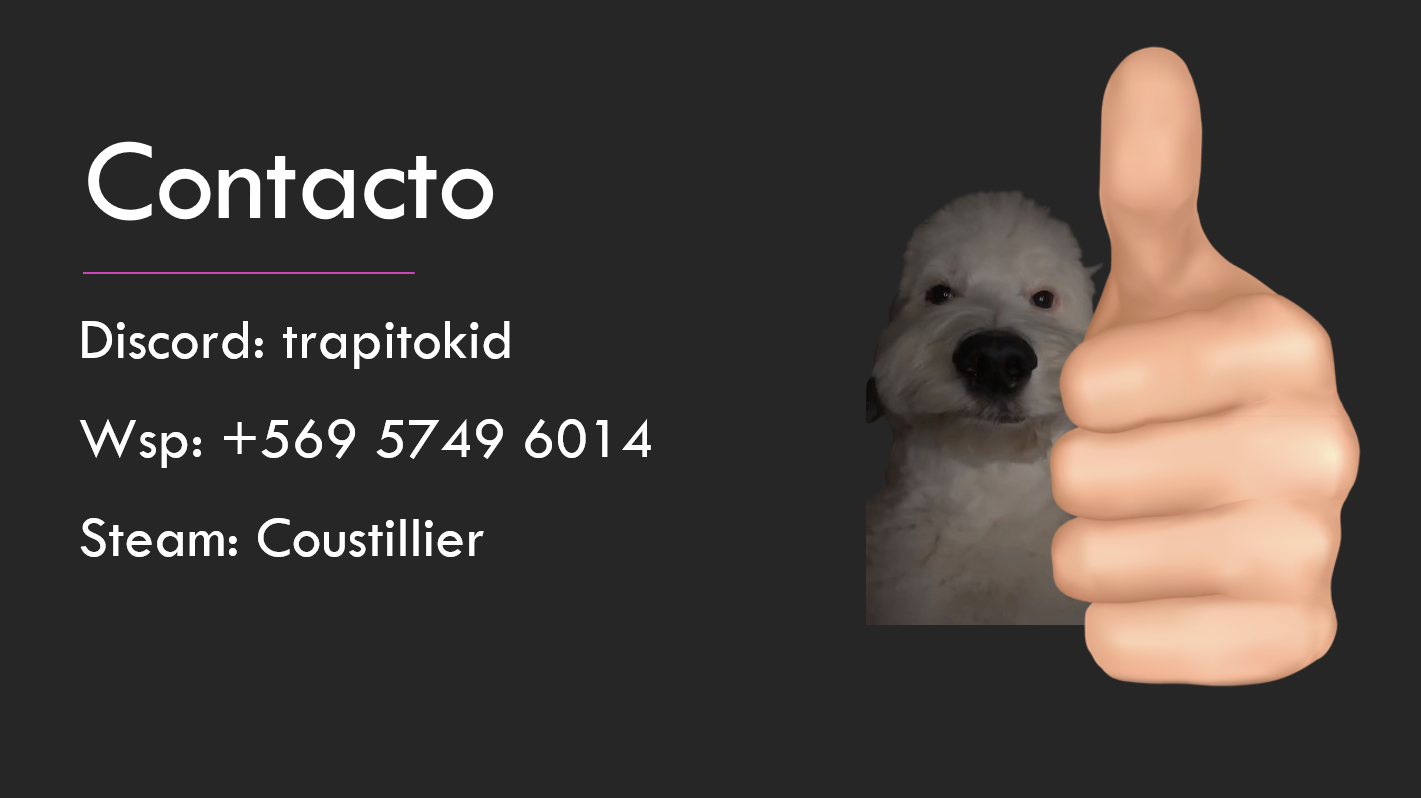 Contacto
Discord: trapitokid
Wsp: +569 5749 6014
Steam: Coustillier